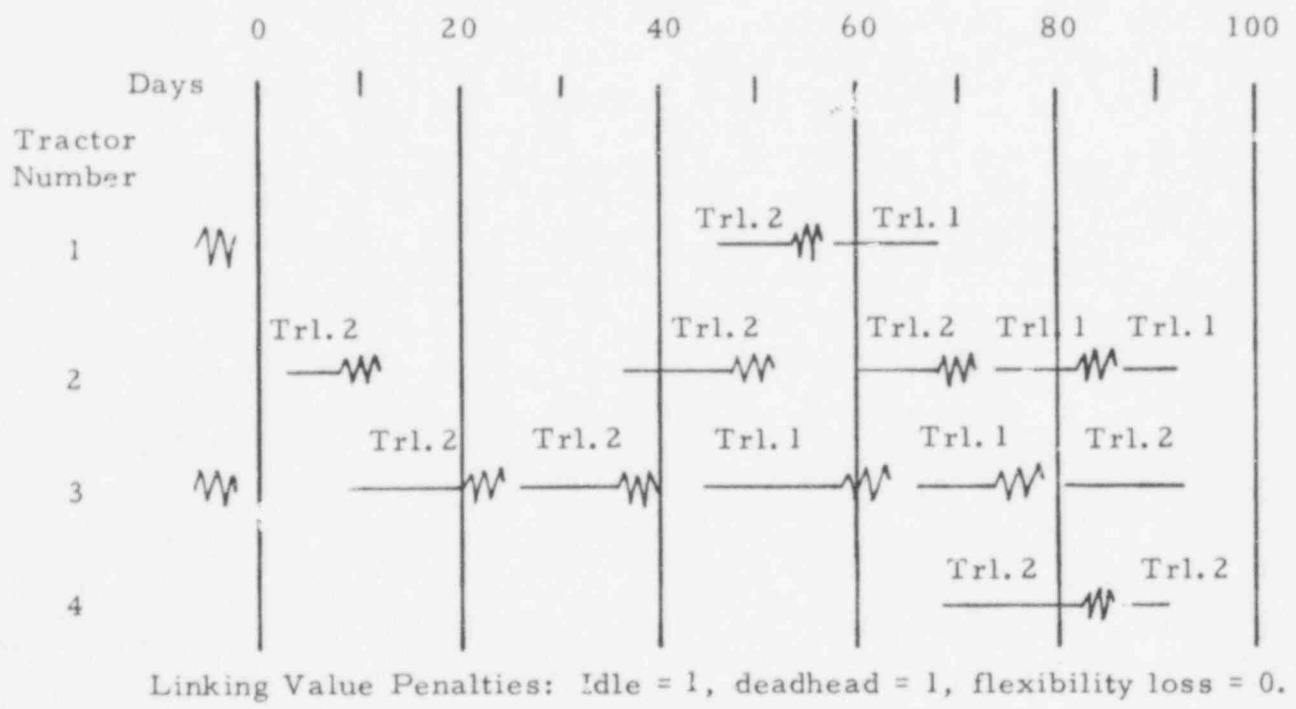 0 20 40 60 80 100
Days
Tractor
Number
Trl. 2 Trl. 1
1
Trl. 2 Trl. 2 Trl. 2 Trl. 1 Trl. 1
2
Trl. 2 Trl. 2 Trl. 1 Trl. 1 Trl. 2
3
Trl. 2 Trl. 2
4
Linking Value Penalties: Idle = 1, deadhead = 1, flexibility loss = 0.